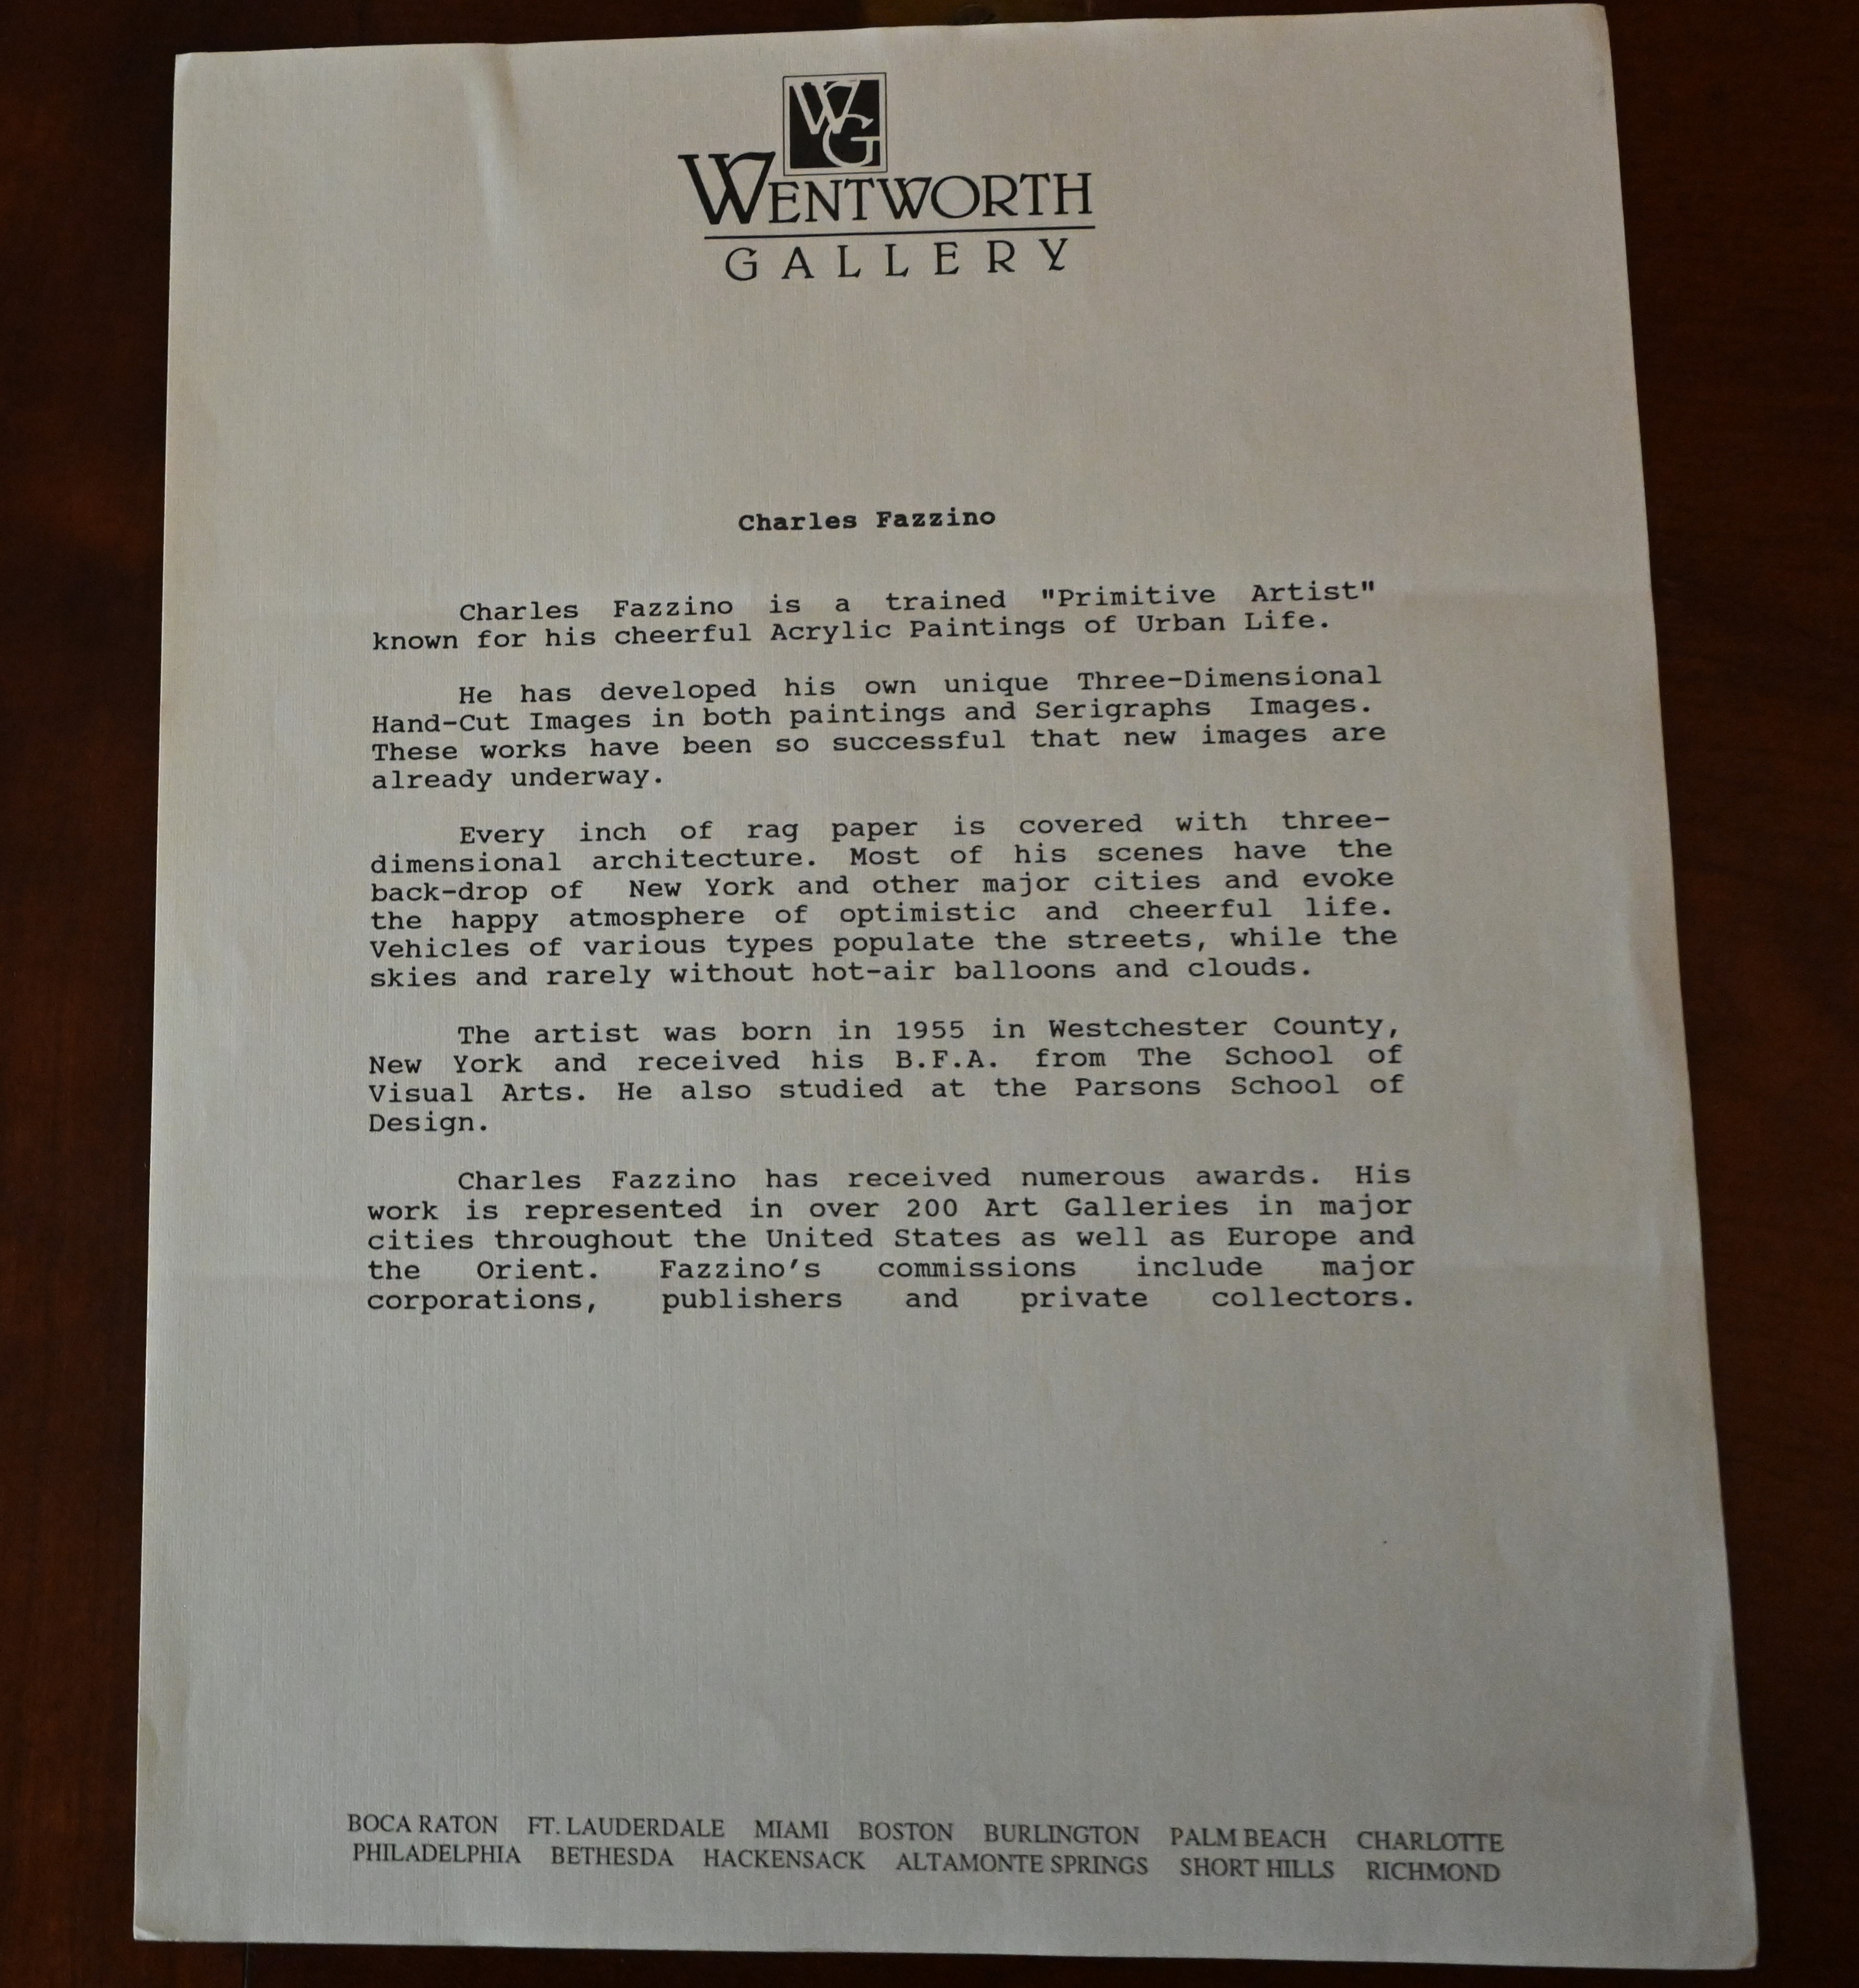 WG
WENTWORTH
GALLERY
Charles Fazzino
Charles Fazzino is a trained "Primitive Artist"
known for his cheerful Acrylic Paintings of Urban Life.
He has developed his own unique Three-Dimensional
Hand-Cut Images in both paintings and Serigraphs Images.
These works have been so successful that new images are
already underway.
Every inch of rag paper is covered with three-
dimensional architecture. Most of his scenes have the
back-drop of New York and other major cities and evoke
the happy atmosphere of optimistic and cheerful life.
Vehicles of various types populate the streets, while the
skies and rarely without hot-air balloons and clouds.
The artist was born in 1955 in Westchester County,
New York and received his B.F.A. from The School of
Visual Arts. He also studied at the Parsons School of
Design.
Charles Fazzino has received numerous awards. His
work is represented in over 200 Art Galleries in major
cities throughout the United States as well as Europe and
the Orient. Fazzino's commissions include major
corporations, publishers and private collectors.
BOCA RATON FT. LAUDERDALE MIAMI BOSTON BURLINGTON PALM BEACH CHARLOTTE
PHILADELPHIA BETHESDA HACKENSACK ALTAMONTE SPRINGS SHORT HILLS RICHMOND